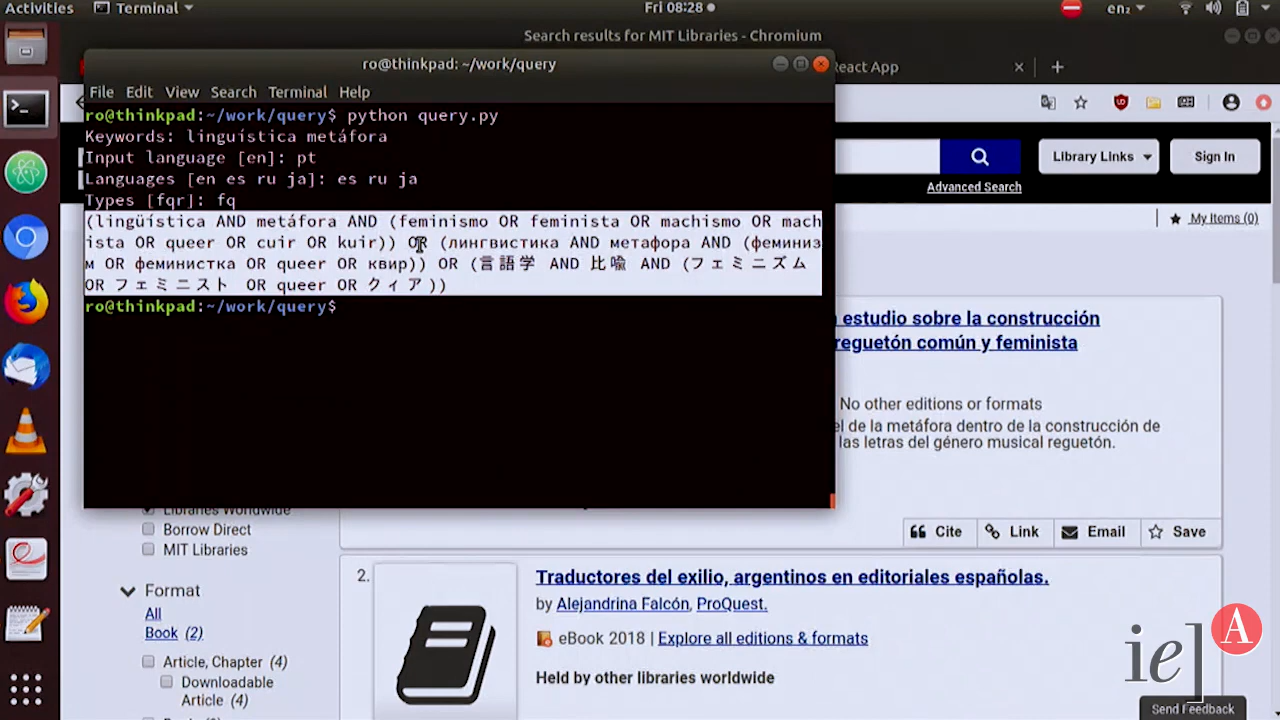 Activities Terminal Fri 08:28 en₂
Search results for MIT Libraries - Chromium
ro@thinkpad: ~/work/query
React App
File Edit View Search Terminal Help
ro@thinkpad:~/work/query$ python query.py
Keywords: linguística metáfora
Input language [en]: pt
Languages [en es ru ja]: es ru ja
Types [fqr]: fq
(lingüística AND metáfora AND (feminismo OR feminista OR machismo OR mach
ista OR queer OR cuir OR kuir)) OR (лингвистика AND метафора AND (феминиз
м OR феминистка OR queer OR квир)) OR (言語学 AND 比喩 AND (フェミニズム
OR フェミニスト OR queer OR クィア))
ro@thinkpad:~/work/query$
Library Links
Sign In
Advanced Search
My Items (0)
estudio sobre la construcción
reguetón común y feminista
No other editions or formats
el de la metáfora dentro de la construcción de
las letras del género musical reguetón.
Libraries Worldwide
Borrow Direct
MIT Libraries
Cite Link Email Save
Format
All
Book (2)
Article, Chapter (4)
Downloadable
Article (4)
2.
Traductores del exilio, argentinos en editoriales españolas.
by Alejandrina Falcón, ProQuest.
eBook 2018 | Explore all editions & formats
Held by other libraries worldwide
ie] A
Send Feedback